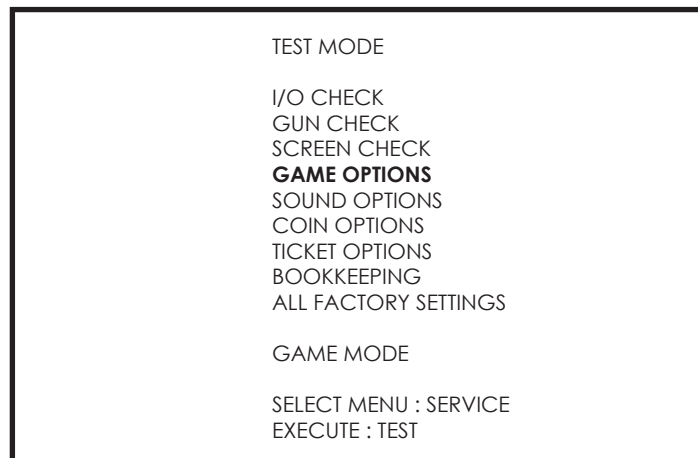 TEST MODE
I/O CHECK
GUN CHECK
SCREEN CHECK
GAME OPTIONS
SOUND OPTIONS
COIN OPTIONS
TICKET OPTIONS
BOOKKEEPING
ALL FACTORY SETTINGS
GAME MODE
SELECT MENU : SERVICE
EXECUTE : TEST